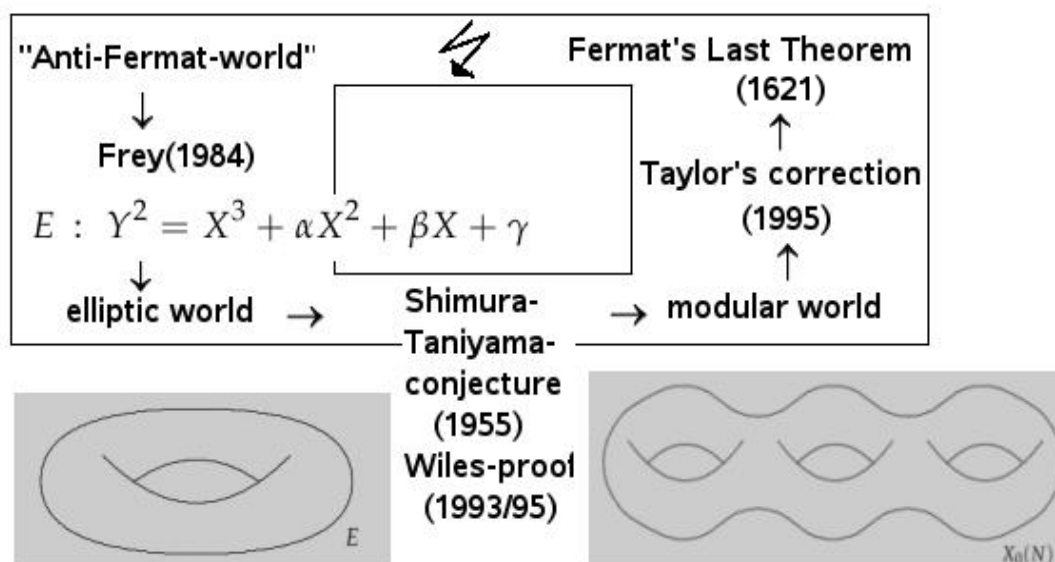 "Anti-Fermat-world"
↓
Frey(1984)
E : Y² = X³ + αX² + βX + γ
↓
elliptic world
→
Shimura-
Taniyama-
conjecture
(1955)
Wiles-proof
(1993/95)
→
modular world
↑
Taylor's correction
(1995)
↑
Fermat's Last Theorem
(1621)
E
X₀(N)